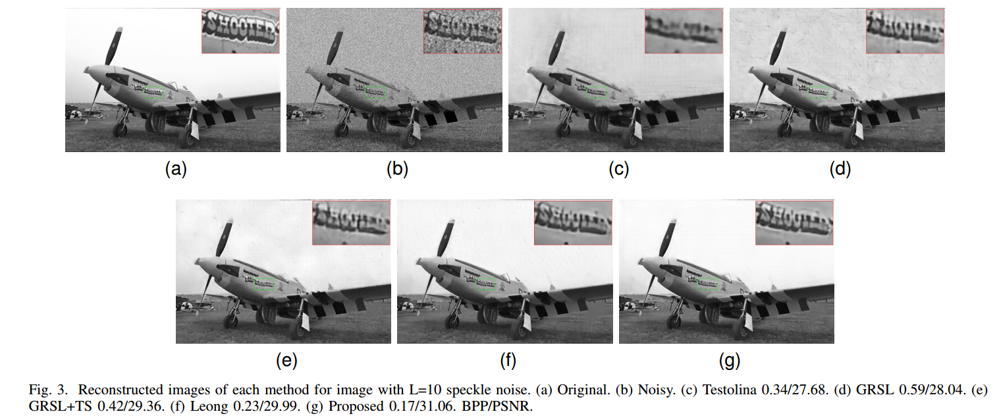 SHOOTER
(a)
(b)
(c)
(d)
(e)
(f)
(g)
Fig. 3. Reconstructed images of each method for image with L=10 speckle noise. (a) Original. (b) Noisy. (c) Testolina 0.34/27.68. (d) GRSL 0.59/28.04. (e)
GRSL+TS 0.42/29.36. (f) Leong 0.23/29.99. (g) Proposed 0.17/31.06. BPP/PSNR.